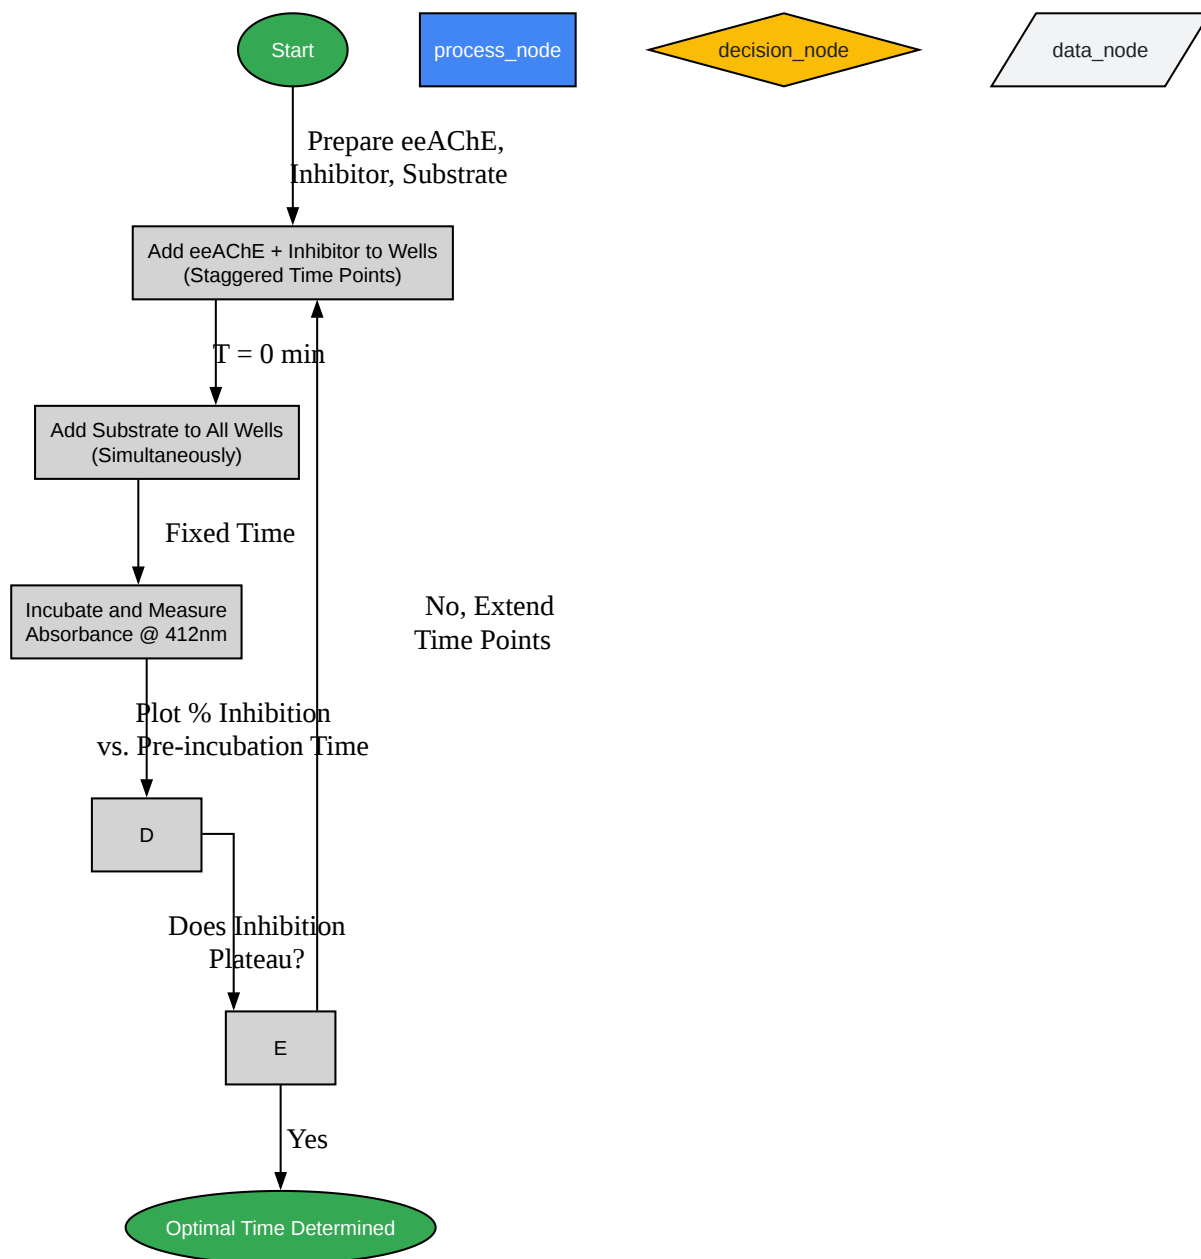 Start
process_node
decision_node
data_node
Prepare eeAChE,
Inhibitor, Substrate
Add eeAChE + Inhibitor to Wells
(Staggered Time Points)
T = 0 min
Add Substrate to All Wells
(Simultaneously)
Fixed Time
Incubate and Measure
Absorbance @ 412nm
No, Extend
Time Points
Plot % Inhibition
vs. Pre-incubation Time
D
Does Inhibition
Plateau?
E
Yes
Optimal Time Determined